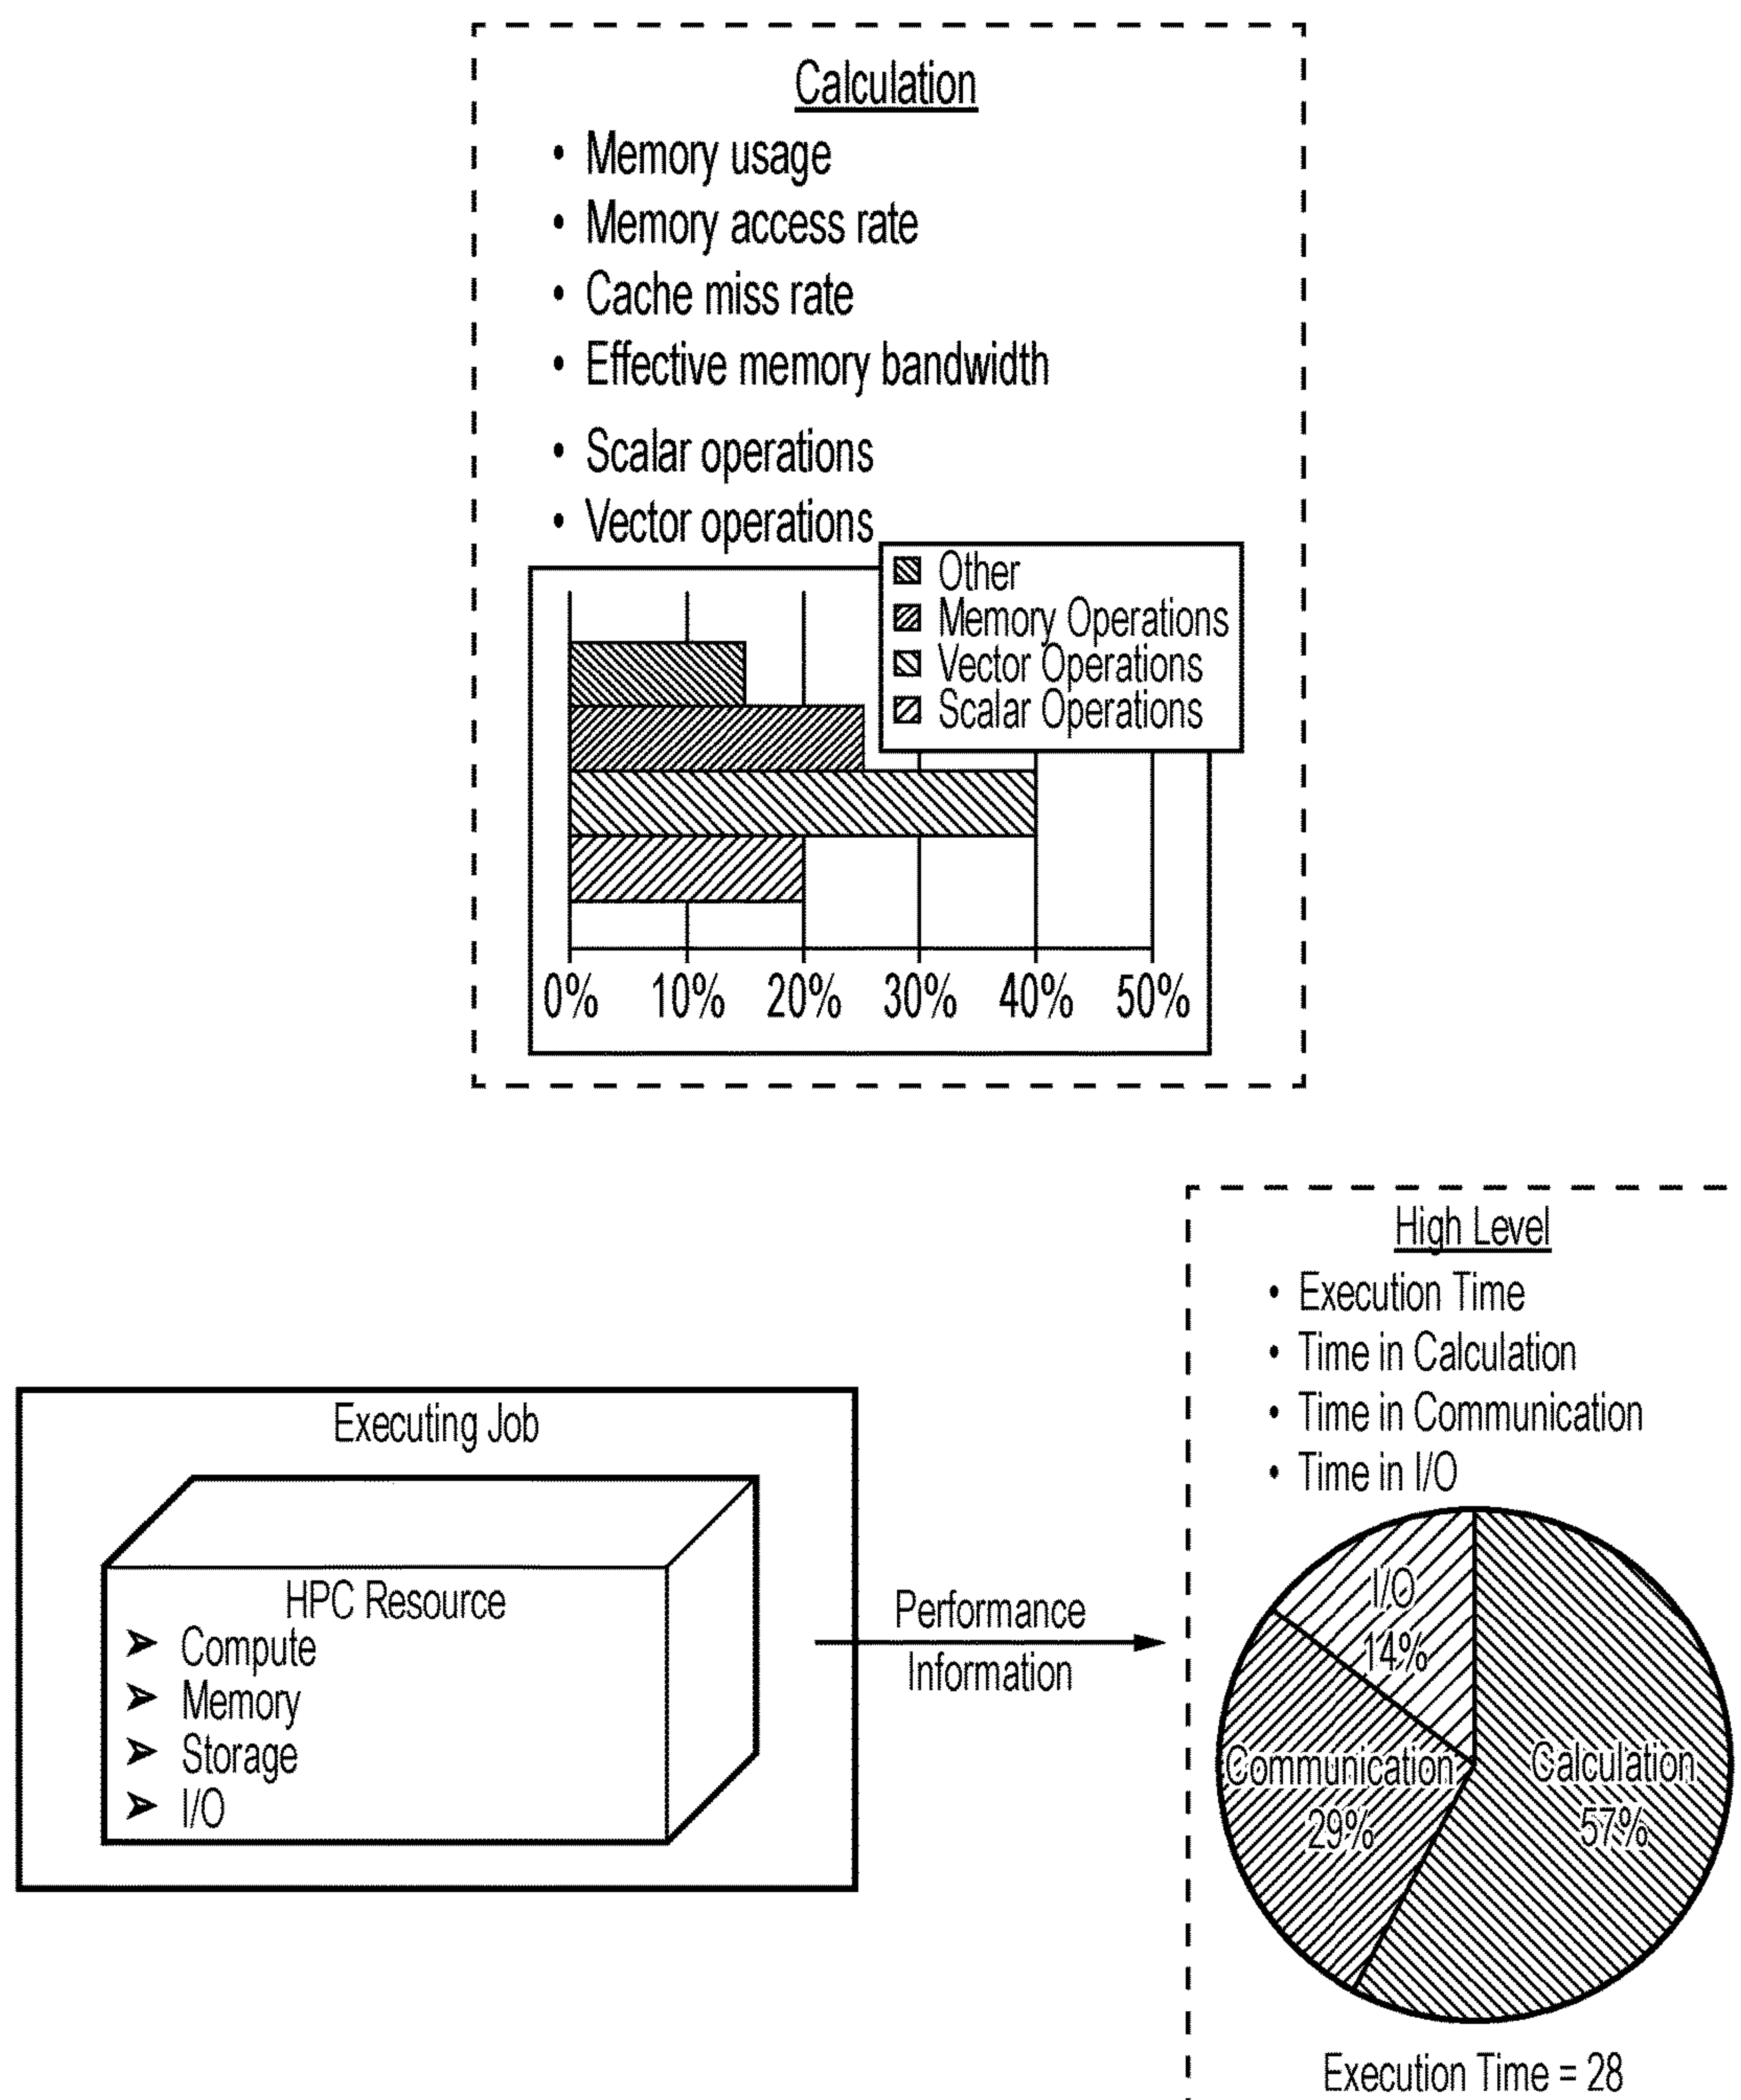 Calculation
• Memory usage
• Memory access rate
• Cache miss rate
• Effective memory bandwidth
• Scalar operations
• Vector operations
Other
Memory Operations
Vector Operations
Scalar Operations
0% 10% 20% 30% 40% 50%
Executing Job
HPC Resource
➢ Compute
➢ Memory
➢ Storage
➢ I/O
Performance
Information
High Level
• Execution Time
• Time in Calculation
• Time in Communication
• Time in I/O
I/O
14%
Communication
29%
Calculation
57%
Execution Time = 28